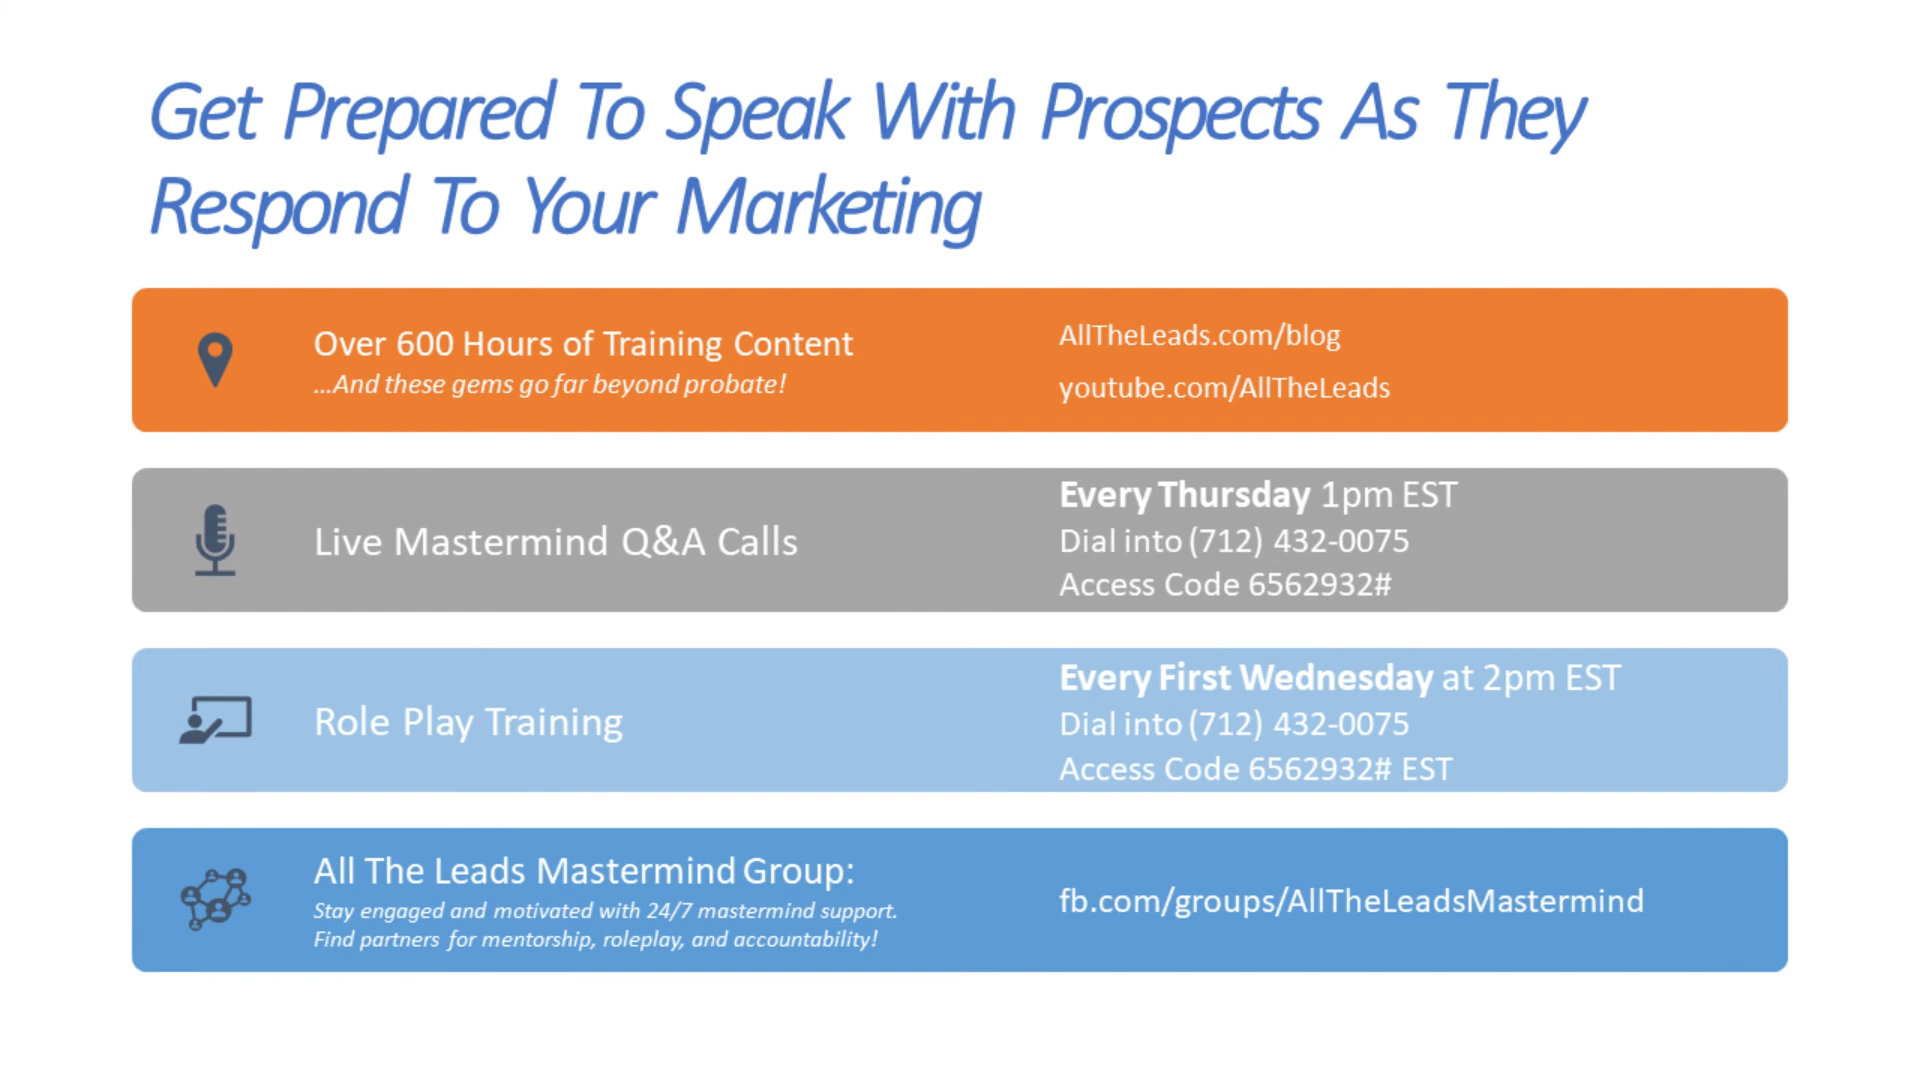 Get Prepared To Speak With Prospects As They
Respond To Your Marketing
Over 600 Hours of Training Content
...And these gems go far beyond probate!
AllTheLeads.com/blog
youtube.com/AllTheLeads
Live Mastermind Q&A Calls
Every Thursday 1pm EST
Dial into (712) 432-0075
Access Code 6562932#
Role Play Training
Every First Wednesday at 2pm EST
Dial into (712) 432-0075
Access Code 6562932# EST
All The Leads Mastermind Group:
Stay engaged and motivated with 24/7 mastermind support.
Find partners for mentorship, roleplay, and accountability!
fb.com/groups/AllTheLeadsMastermind